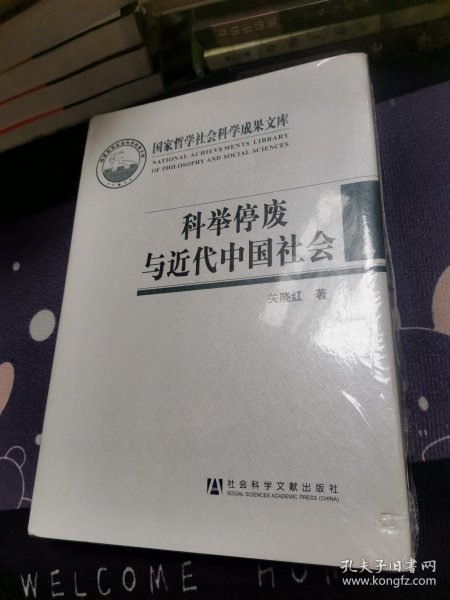 国家哲学社会科学成果文库
NATIONAL ACHIEVEMENTS LIBRARY
OF PHILOSOPHY AND SOCIAL SCIENCES
科举停废
与近代中国社会
关晓红 著
社会科学文献出版社
SOCIAL SCIENCES ACADEMIC PRESS (CHINA)
WELCOME HOM
孔夫子旧书网
www.kongfz.com